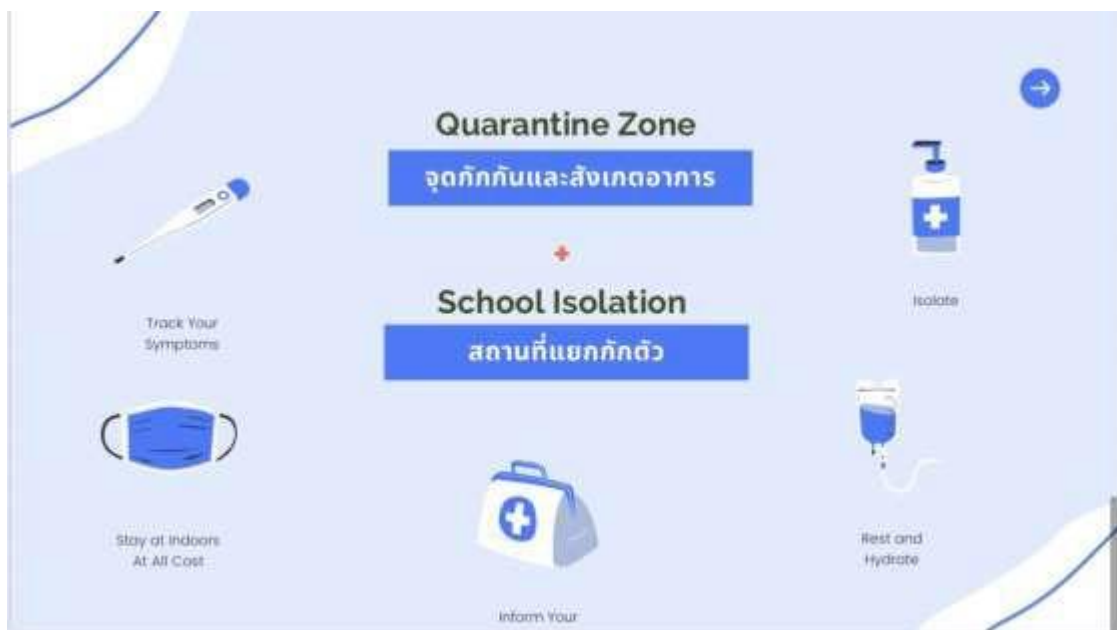 Quarantine Zone
จุดกักกันและสังเกตอาการ
School Isolation
สถานที่แยกกักตัว
Track Your
Symptoms
Isolate
Stay at Indoors
At All Cost
Rest and
Hydrate
Inform Your